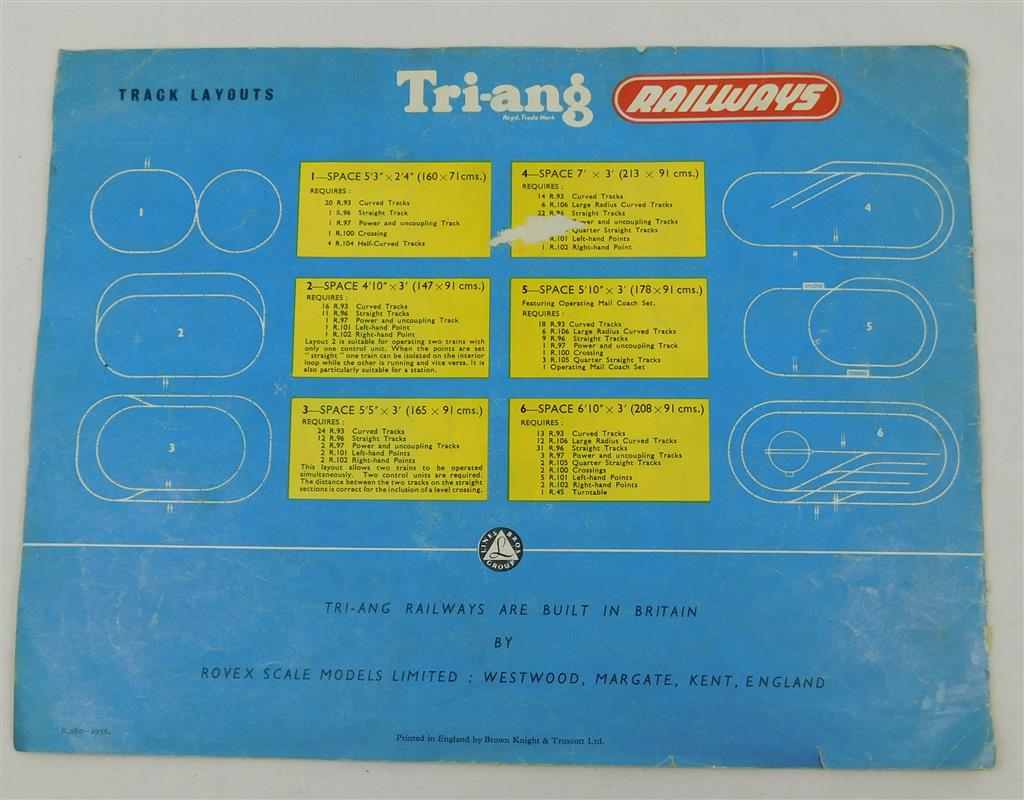 TRACK LAYOUTS
Tri-ang RAILWAYS
Regd. Trade Mark
1
1—SPACE 5'3" × 2'4" (160 × 71 cms.)
REQUIRES :
20 R.93 Curved Tracks
1 R.96 Straight Track
1 R.97 Power and uncoupling Track
1 R.100 Crossing
4 R.104 Half-Curved Tracks
4—SPACE 7' × 3' (213 × 91 cms.)
REQUIRES :
14 R.93 Curved Tracks
6 R.106 Large Radius Curved Tracks
22 R.96 Straight Tracks
and uncoupling Tracks
Quarter Straight Tracks
R.101 Left-hand Points
1 R.102 Right-hand Point
4
2
2—SPACE 4'10" × 3' (147 × 91 cms.)
REQUIRES :
16 R.93 Curved Tracks
11 R.96 Straight Tracks
1 R.97 Power and uncoupling Track
1 R.101 Left-hand Point
1 R.102 Right-hand Point
Layout 2 is suitable for operating two trains with
only one control unit. When the points are set
" straight " one train can be isolated on the interior
loop while the other is running and vice versa. It is
also particularly suitable for a station.
5—SPACE 5'10" × 3' (178 × 91 cms.)
Featuring Operating Mail Coach Set.
REQUIRES :
18 R.93 Curved Tracks
6 R.106 Large Radius Curved Tracks
9 R.96 Straight Tracks
1 R.97 Power and uncoupling Track
1 R.100 Crossing
3 R.105 Quarter Straight Tracks
1 Operating Mail Coach Set
5
3
3—SPACE 5'5" × 3' (165 × 91 cms.)
REQUIRES :
24 R.93 Curved Tracks
12 R.96 Straight Tracks
2 R.97 Power and uncoupling Tracks
2 R.101 Left-hand Points
2 R.102 Right-hand Points
This layout allows two trains to be operated
simultaneously. Two control units are required.
The distance between the two tracks on the straight
sections is correct for the inclusion of a level crossing.
6—SPACE 6'10" × 3' (208 × 91 cms.)
REQUIRES :
13 R.93 Curved Tracks
12 R.106 Large Radius Curved Tracks
31 R.96 Straight Tracks
3 R.97 Power and uncoupling Tracks
2 R.105 Quarter Straight Tracks
2 R.100 Crossings
5 R.101 Left-hand Points
2 R.102 Right-hand Points
1 R.45 Turntable
6
LINES BROS GROUP
L
TRI-ANG RAILWAYS ARE BUILT IN BRITAIN
BY
ROVEX SCALE MODELS LIMITED : WESTWOOD, MARGATE, KENT, ENGLAND
Printed in England by Brown Knight & Truscott Ltd.